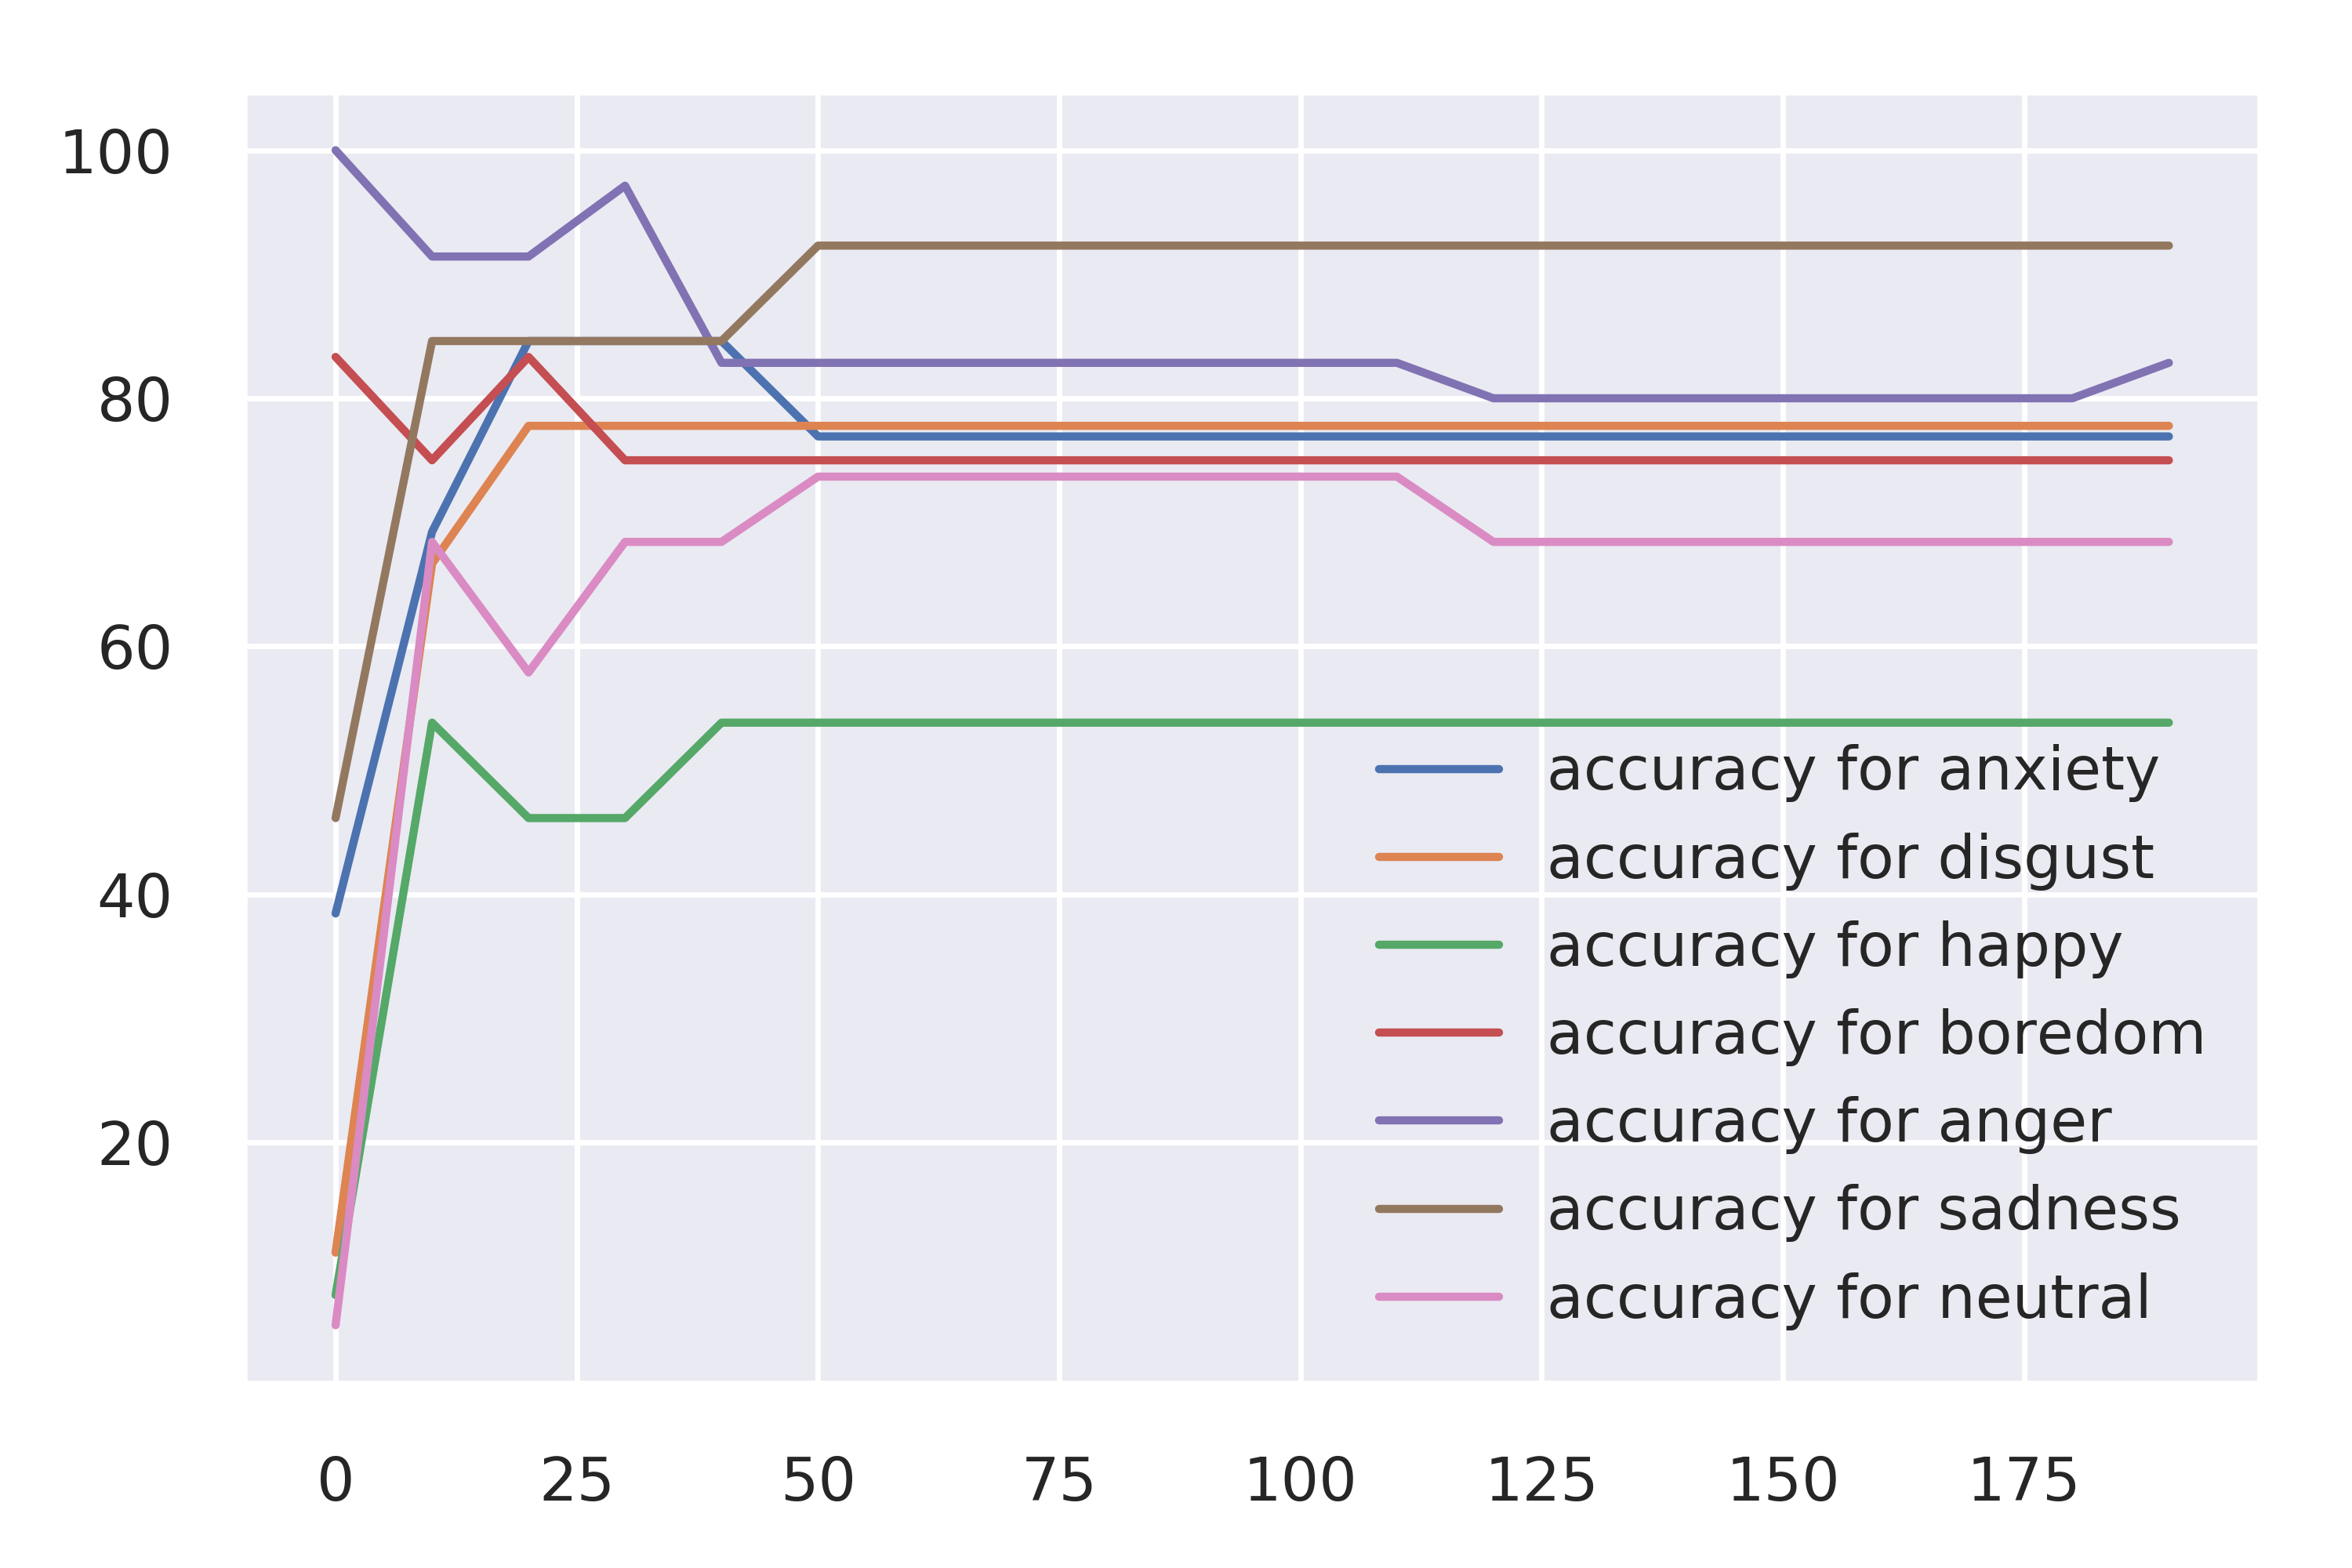 100
80
60
40
20
0 25 50 75 100 125 150 175
accuracy for anxiety
accuracy for disgust
accuracy for happy
accuracy for boredom
accuracy for anger
accuracy for sadness
accuracy for neutral